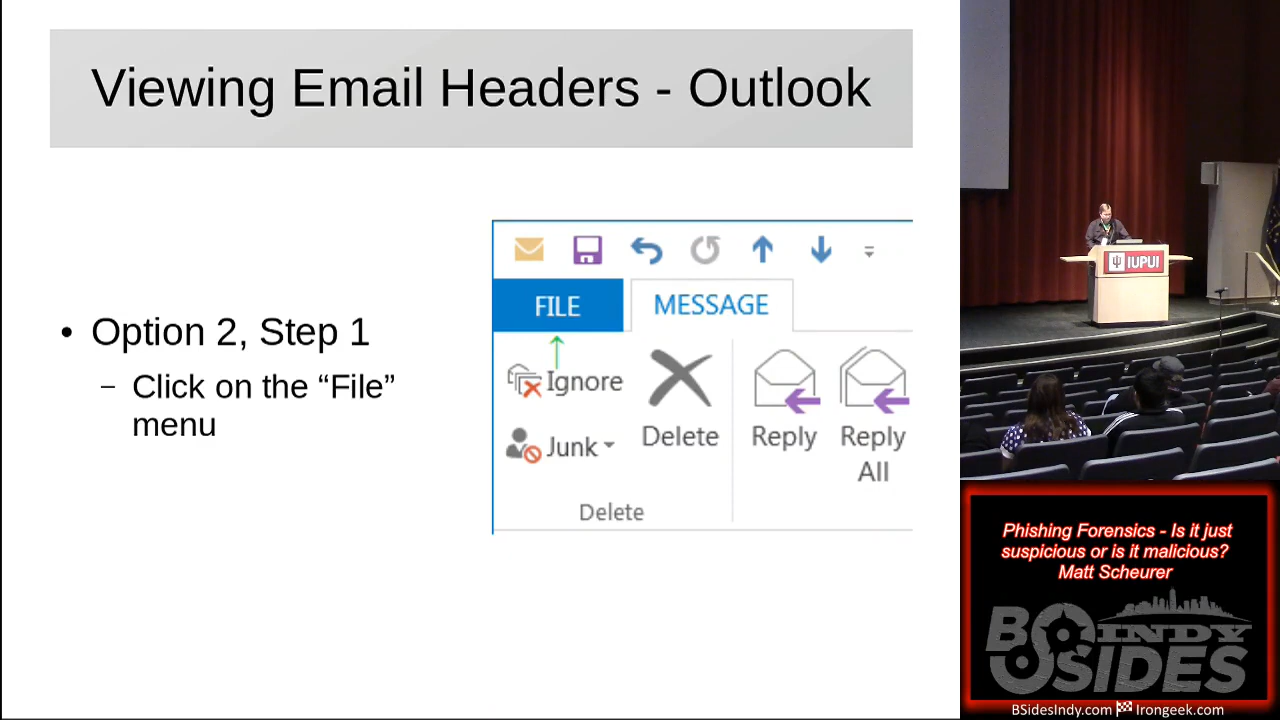 Viewing Email Headers - Outlook
• Option 2, Step 1
– Click on the “File”
menu
FILE
MESSAGE
Ignore
Junk
Delete
Reply
Reply
All
Delete
IUPUI
Phishing Forensics - Is it just
suspicious or is it malicious?
Matt Scheurer
BSIDES
INDY
BSidesIndy.com Irongeek.com